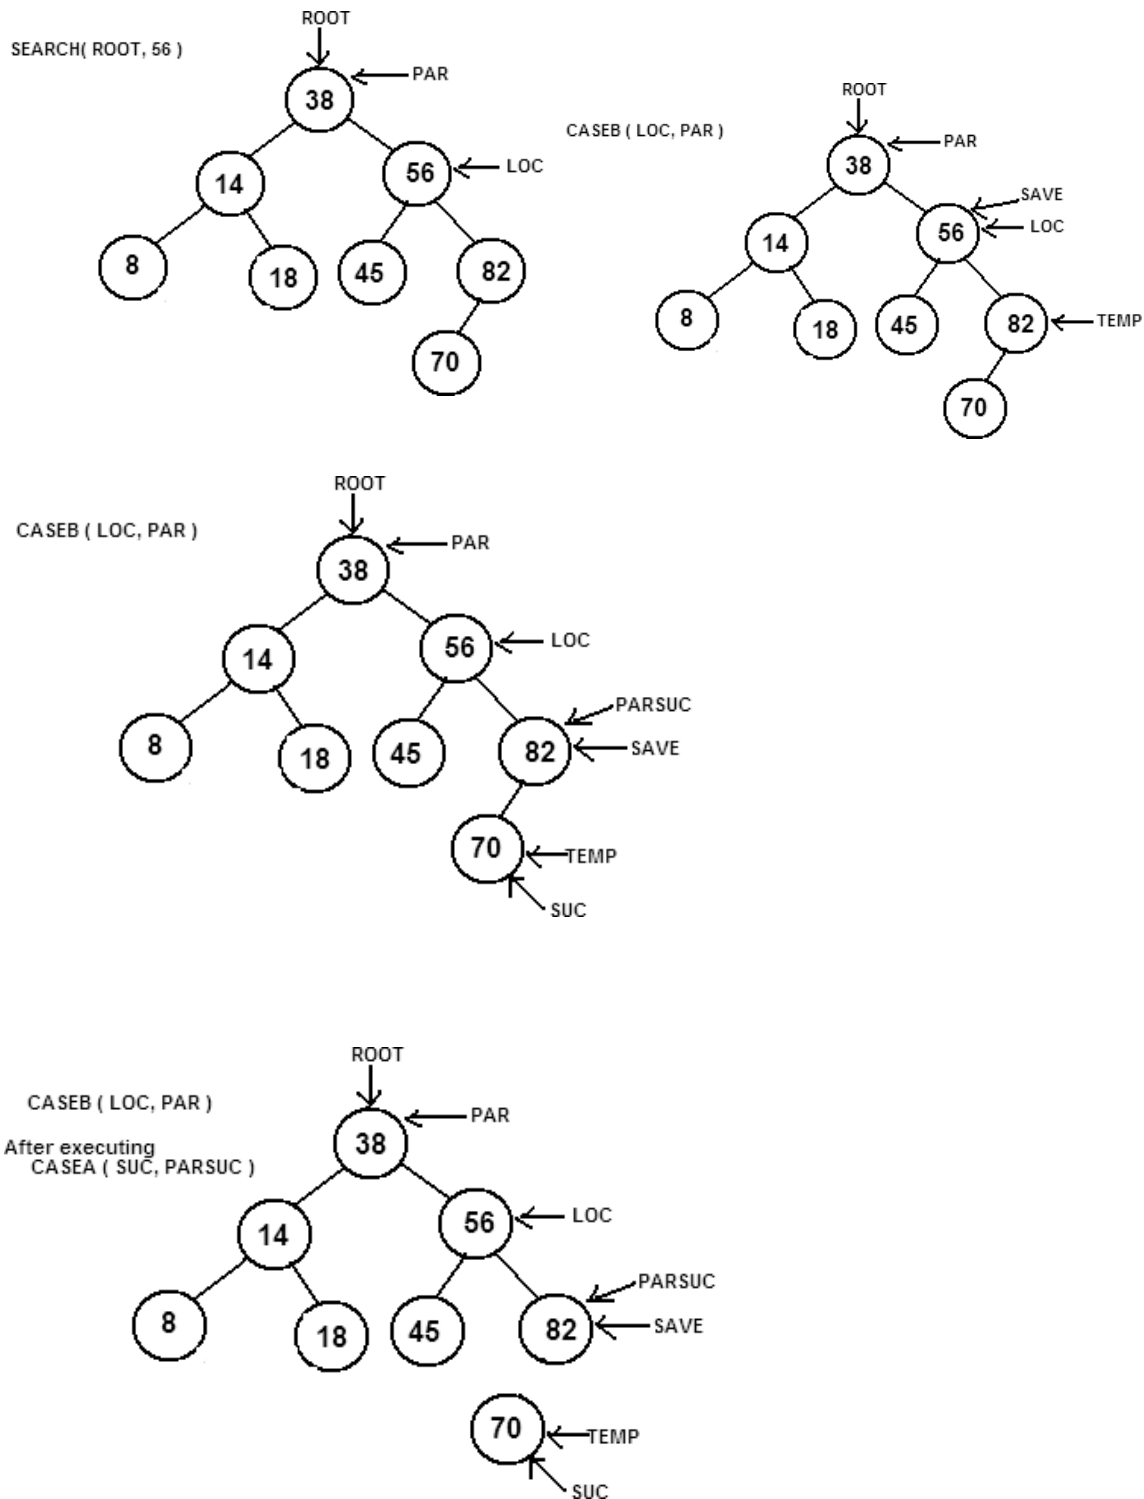 ROOT
SEARCH( ROOT, 56 )
PAR
38
14
56
LOC
8
18
45
82
70
ROOT
CASEB ( LOC, PAR )
PAR
38
SAVE
14
56
LOC
8
18
45
82
TEMP
70
ROOT
CASEB ( LOC, PAR )
PAR
38
14
56
LOC
PARSUC
8
18
45
82
SAVE
70
TEMP
SUC
ROOT
CASEB ( LOC, PAR )
PAR
38
After executing
CASEA ( SUC, PARSUC )
14
56
LOC
PARSUC
8
18
45
82
SAVE
70
TEMP
SUC